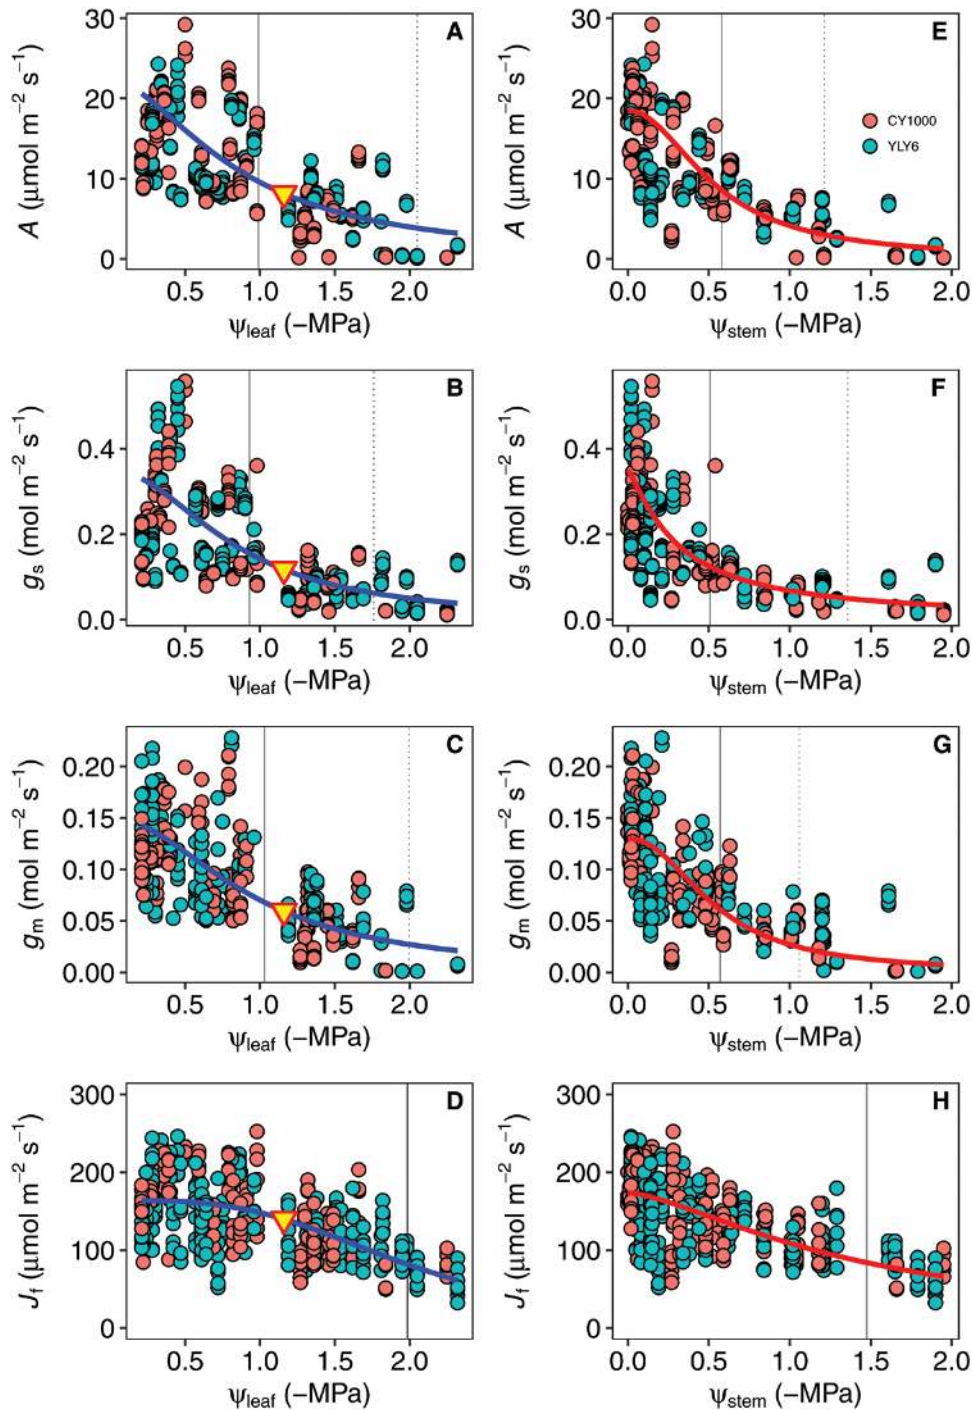 A
E
30
20
10
0
A (μmol m⁻² s⁻¹)
0.5 1.0 1.5 2.0
ψleaf (−MPa)
30
20
10
0
A (μmol m⁻² s⁻¹)
CY1000
YLY6
0.0 0.5 1.0 1.5 2.0
ψstem (−MPa)
B
F
0.4
0.2
0.0
gs (mol m⁻² s⁻¹)
0.5 1.0 1.5 2.0
ψleaf (−MPa)
0.4
0.2
0.0
gs (mol m⁻² s⁻¹)
0.0 0.5 1.0 1.5 2.0
ψstem (−MPa)
C
G
0.20
0.15
0.10
0.05
0.00
gm (mol m⁻² s⁻¹)
0.5 1.0 1.5 2.0
ψleaf (−MPa)
0.20
0.15
0.10
0.05
0.00
gm (mol m⁻² s⁻¹)
0.0 0.5 1.0 1.5 2.0
ψstem (−MPa)
D
H
300
200
100
0
Jf (μmol m⁻² s⁻¹)
0.5 1.0 1.5 2.0
ψleaf (−MPa)
300
200
100
0
Jf (μmol m⁻² s⁻¹)
0.0 0.5 1.0 1.5 2.0
ψstem (−MPa)